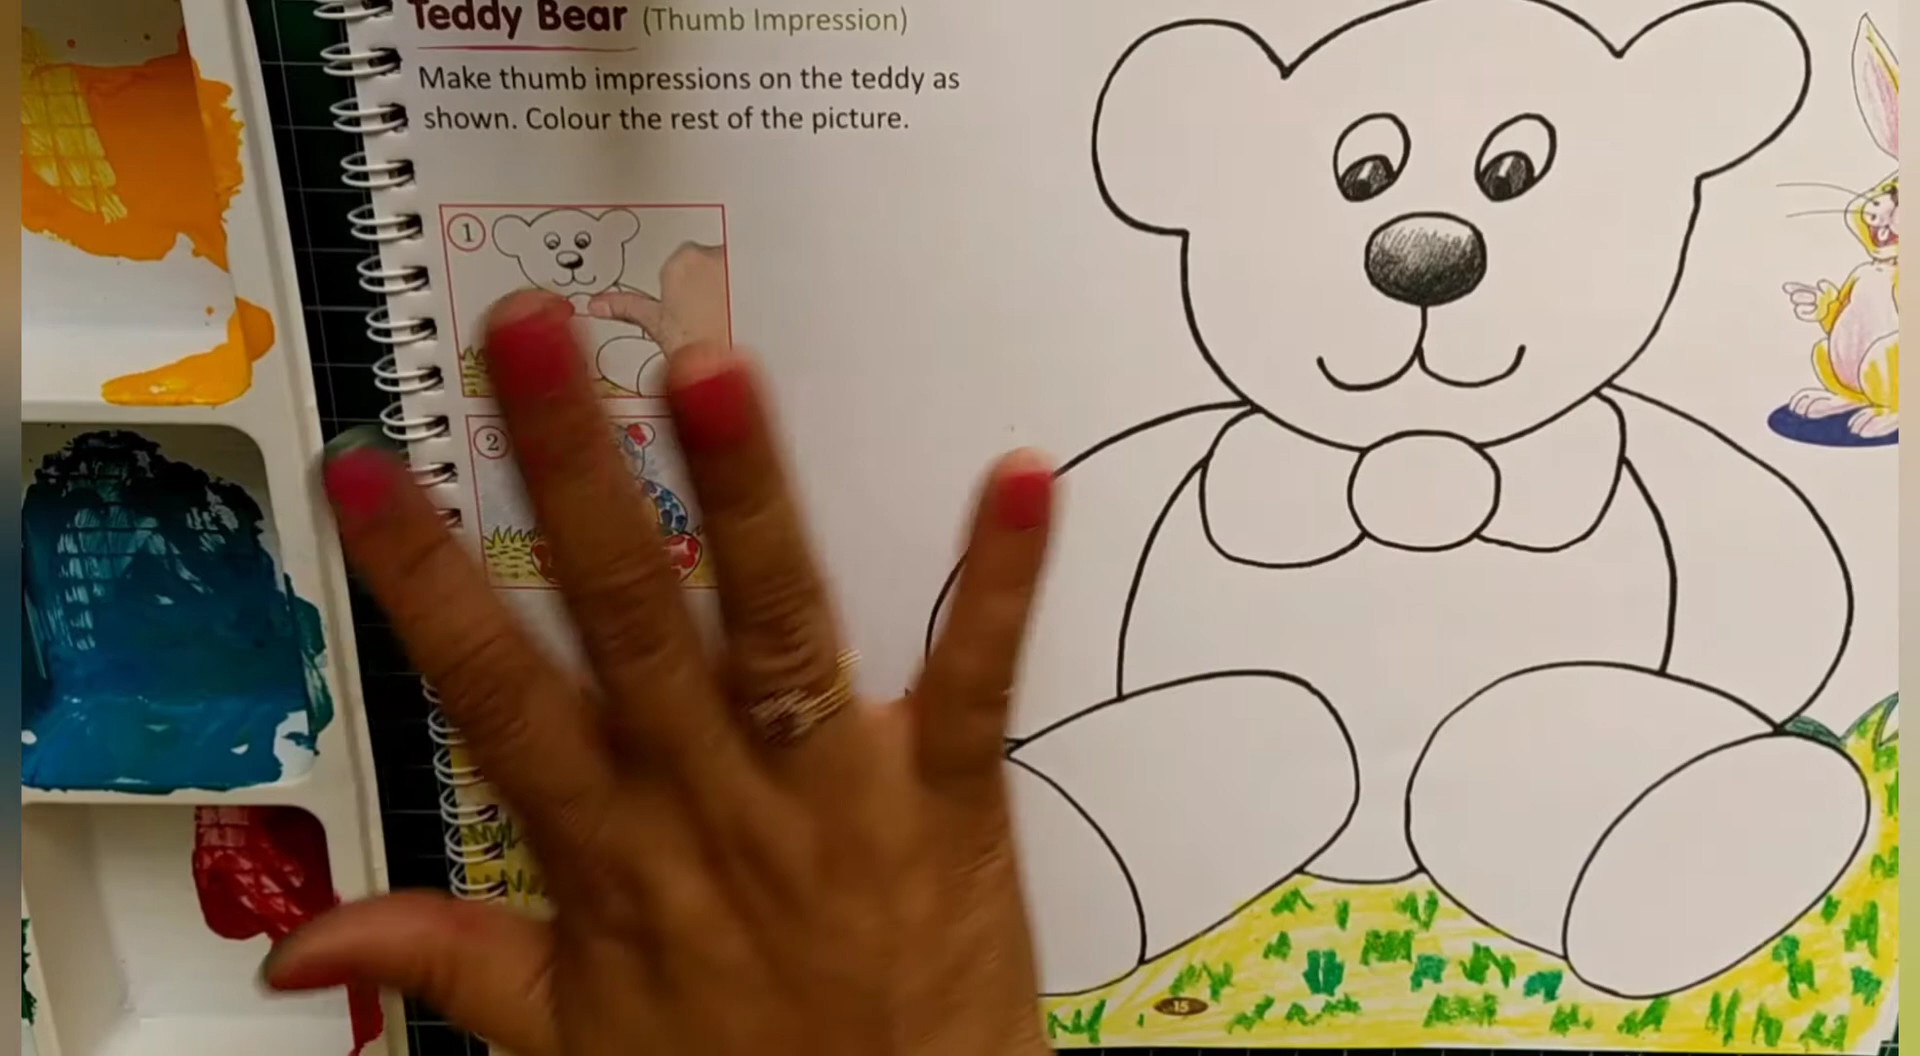 Teddy Bear (Thumb Impression)
Make thumb impressions on the teddy as
shown. Colour the rest of the picture.
1
2
15